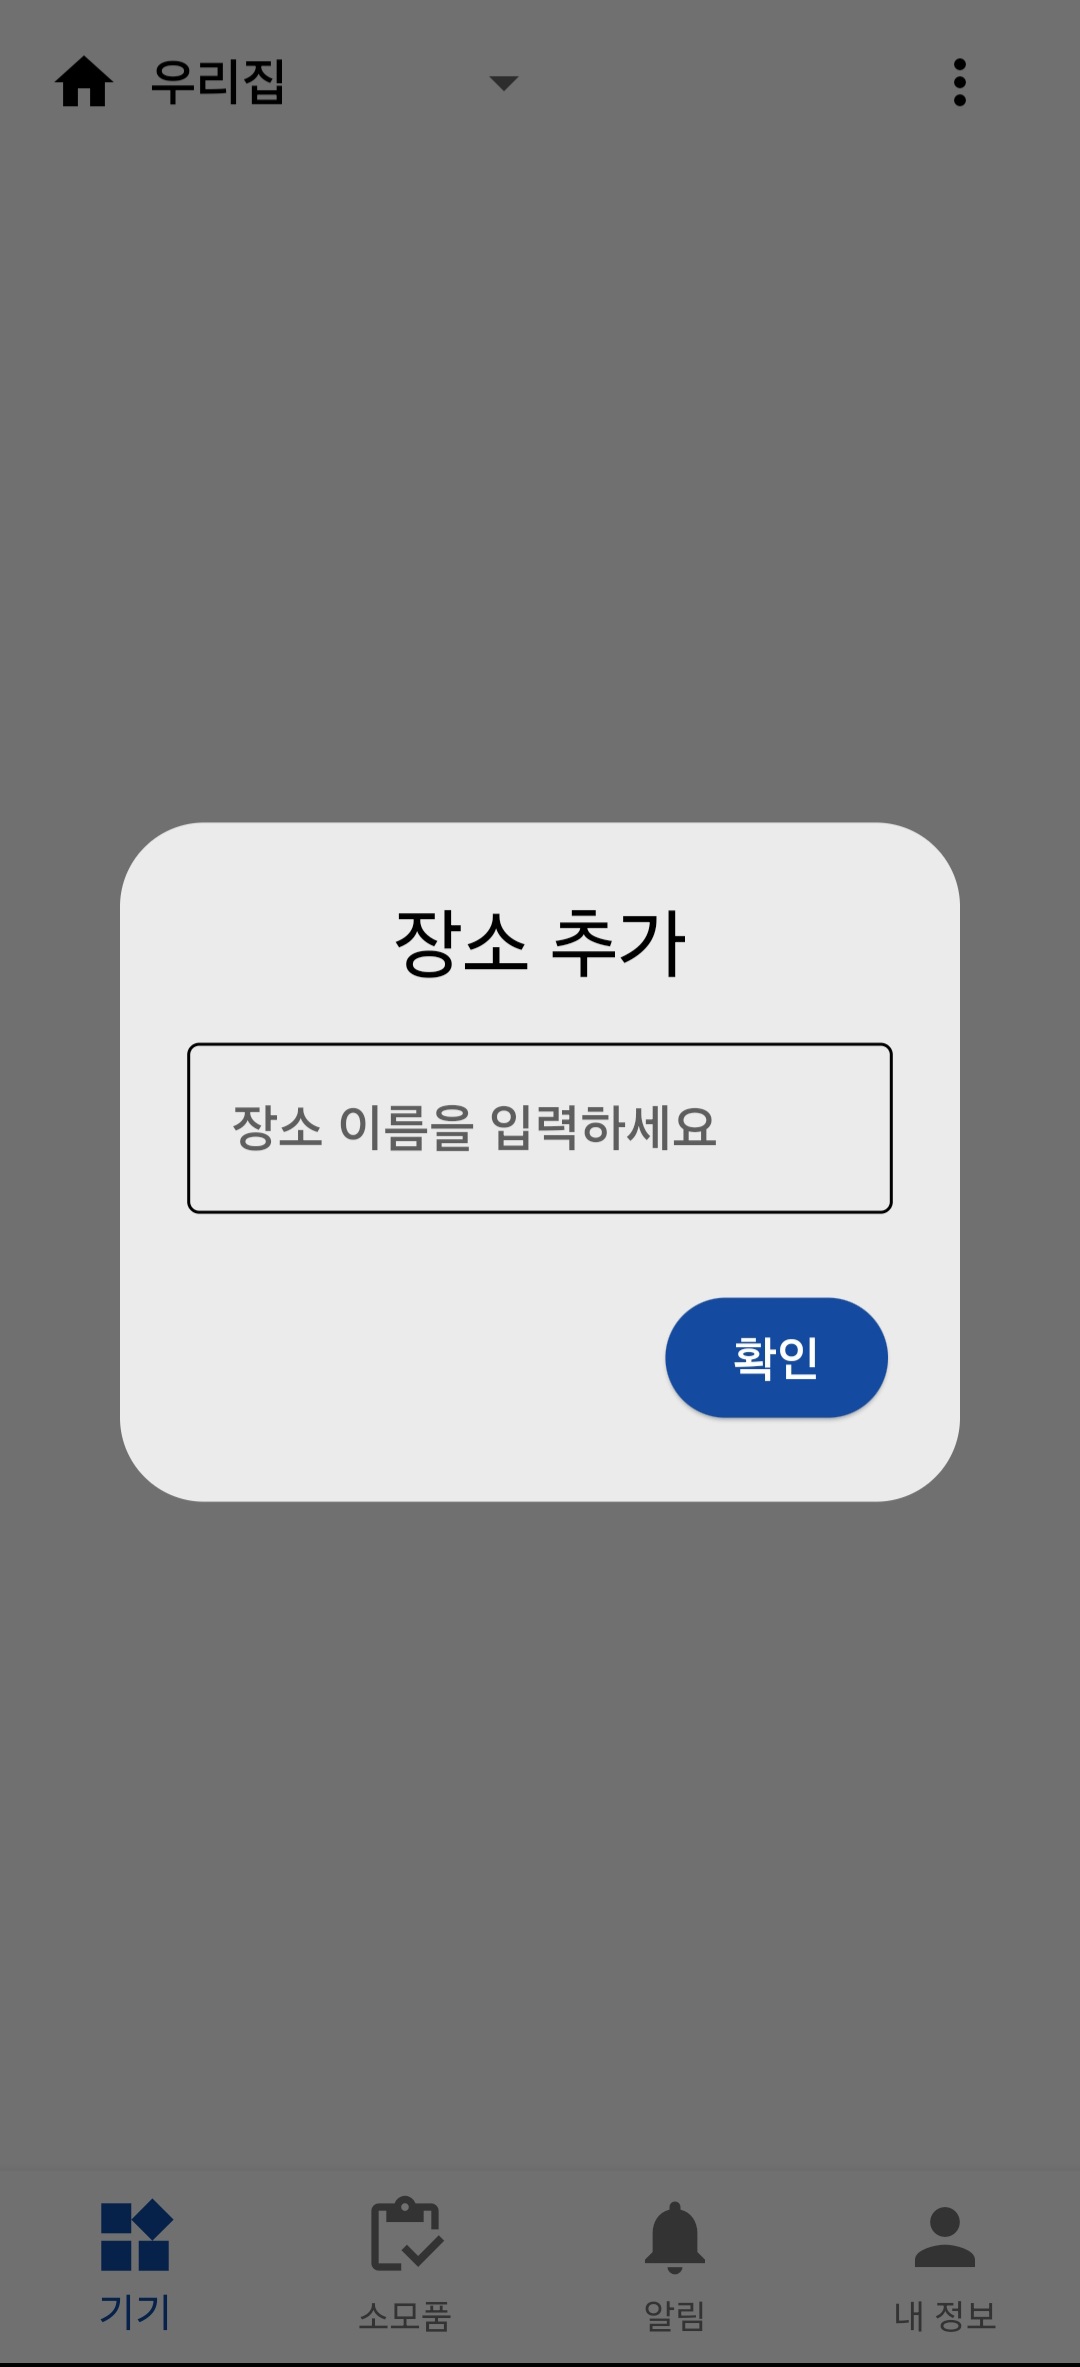 우리집
장소 추가
장소 이름을 입력하세요
확인
기기
소모품
알림
내 정보